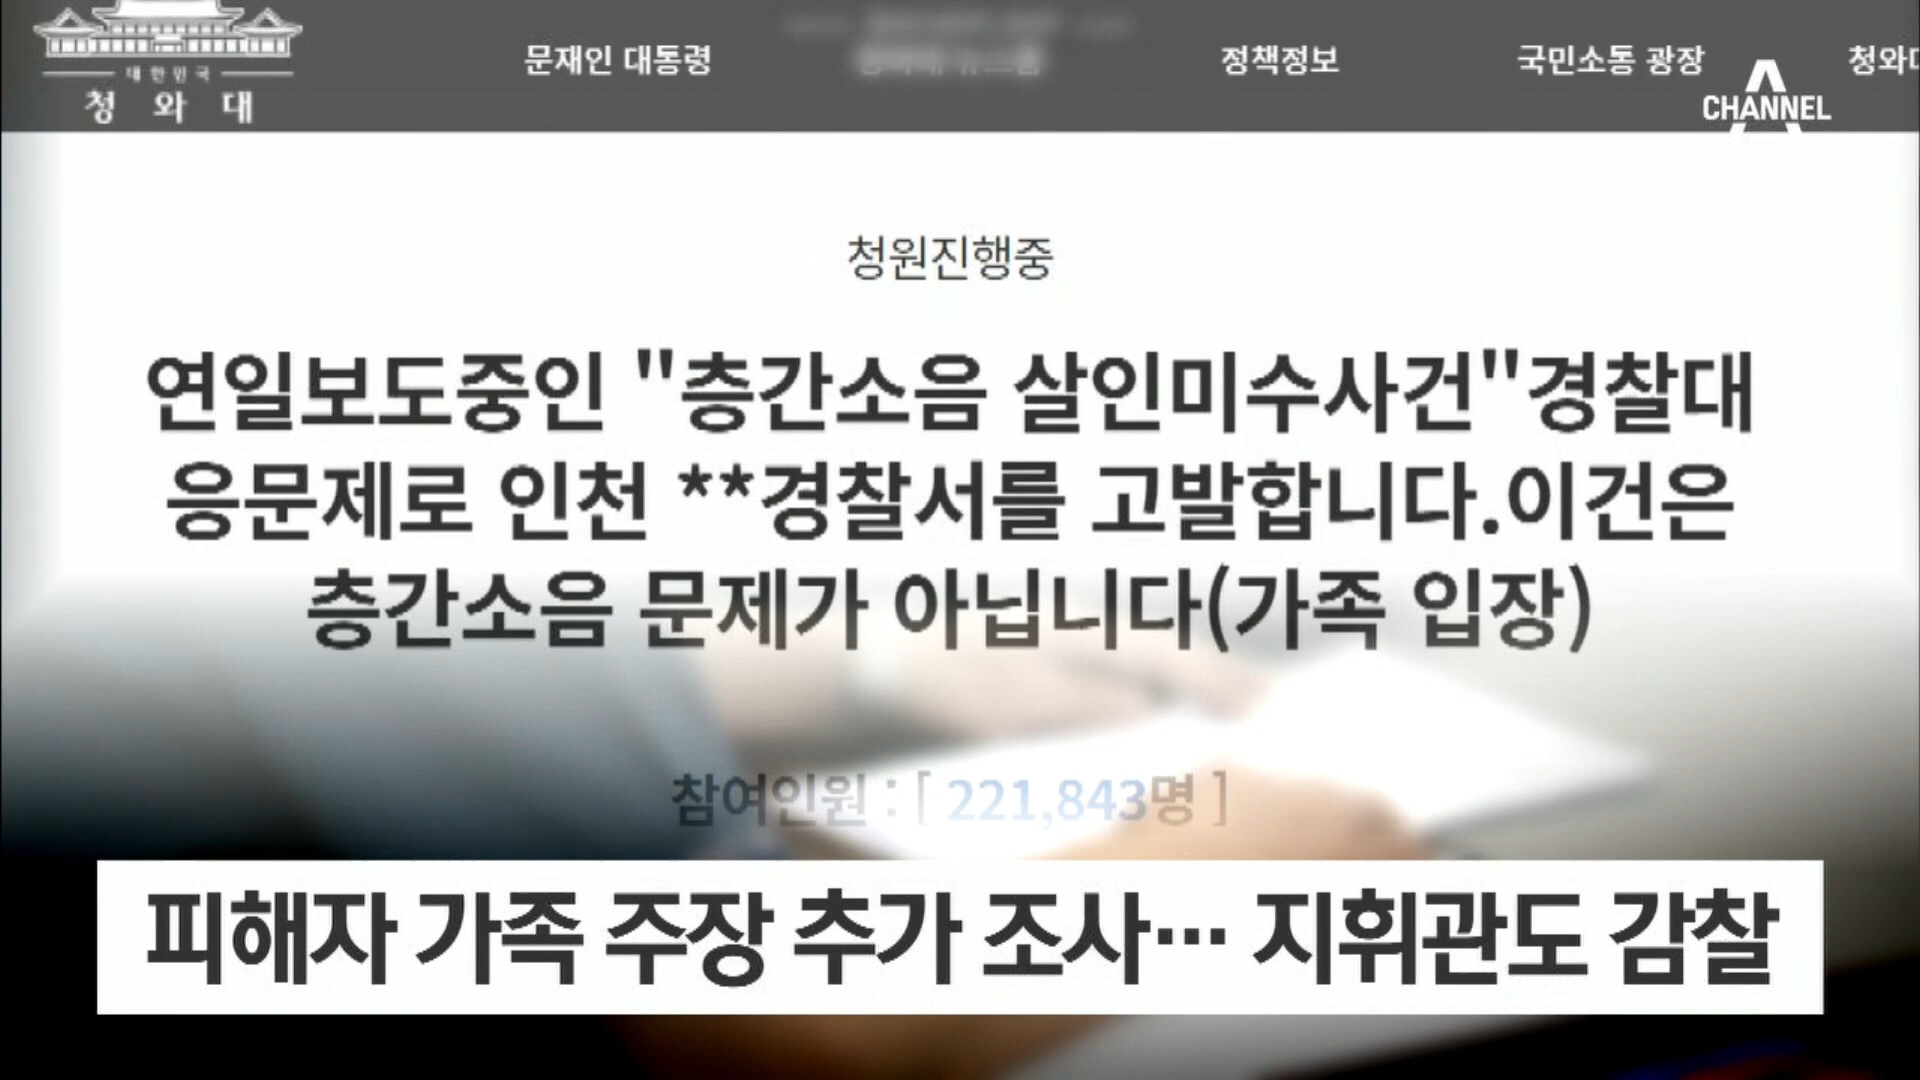 대한민국
청와대
문재인 대통령
정책정보
국민소통 광장
CHANNEL A
청원진행중
연일보도중인 "층간소음 살인미수사건"경찰대
응문제로 인천 **경찰서를 고발합니다.이건은
층간소음 문제가 아닙니다(가족 입장)
참여인원 : [ 221,843명 ]
피해자 가족 주장 추가 조사… 지휘관도 감찰